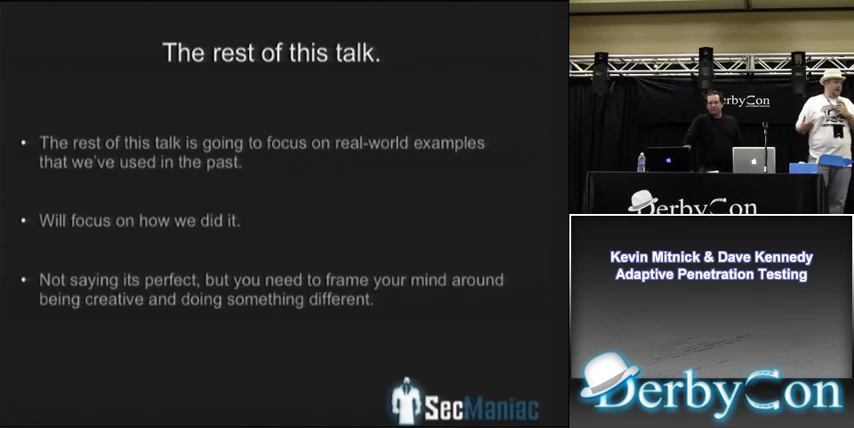 The rest of this talk.
• The rest of this talk is going to focus on real-world examples
that we've used in the past.
• Will focus on how we did it.
• Not saying its perfect, but you need to frame your mind around
being creative and doing something different.
SecManiac
erbyCon
DerbyCon
Kevin Mitnick & Dave Kennedy
Adaptive Penetration Testing
DerbyCon